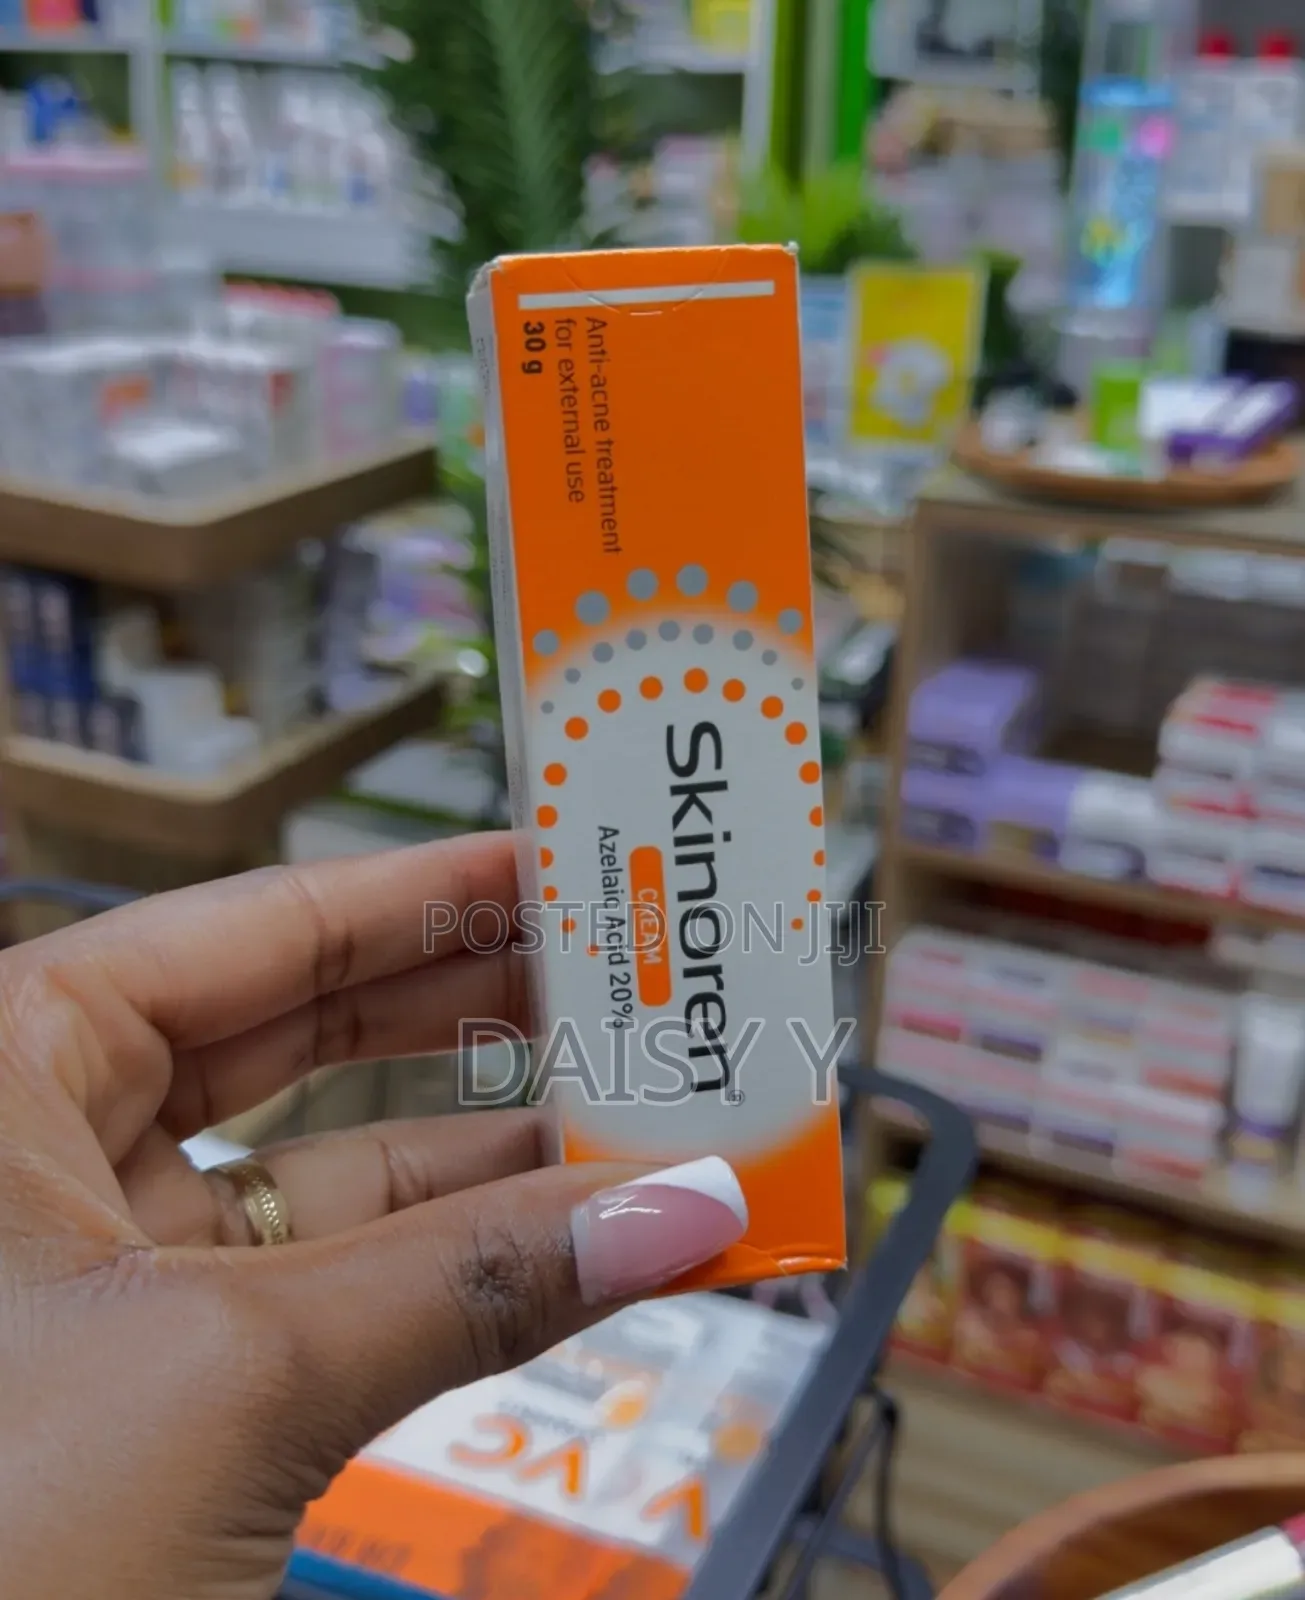 Anti-acne treatment
for external use
30 g
Skinoren®
CREAM
Azelaic Acid 20%
POSTED ON JIJI
DAISY Y